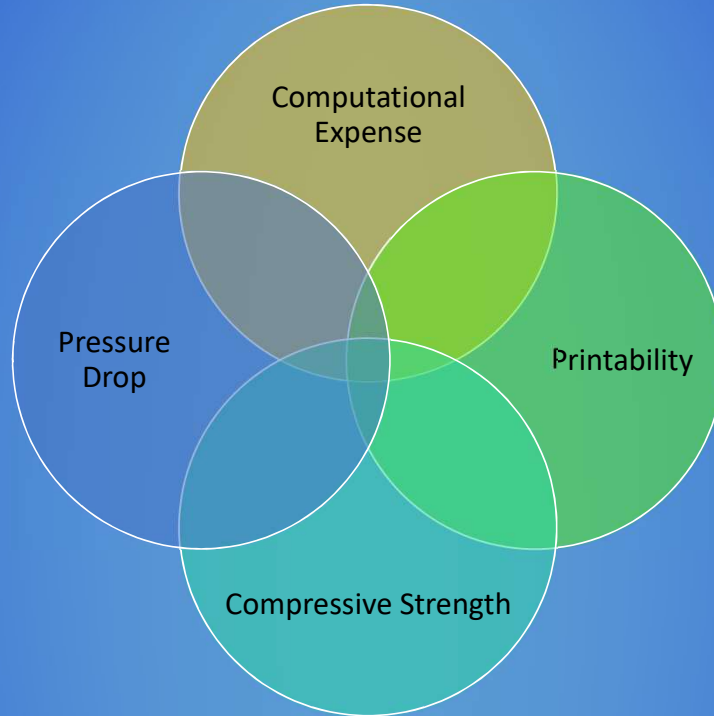 Computational
Expense
Pressure
Drop
Printability
Compressive Strength